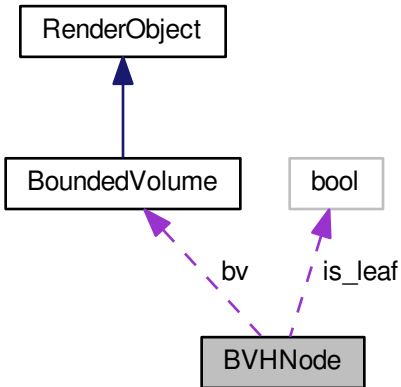 RenderObject
BoundedVolume
bool
bv
is_leaf
BVHNode